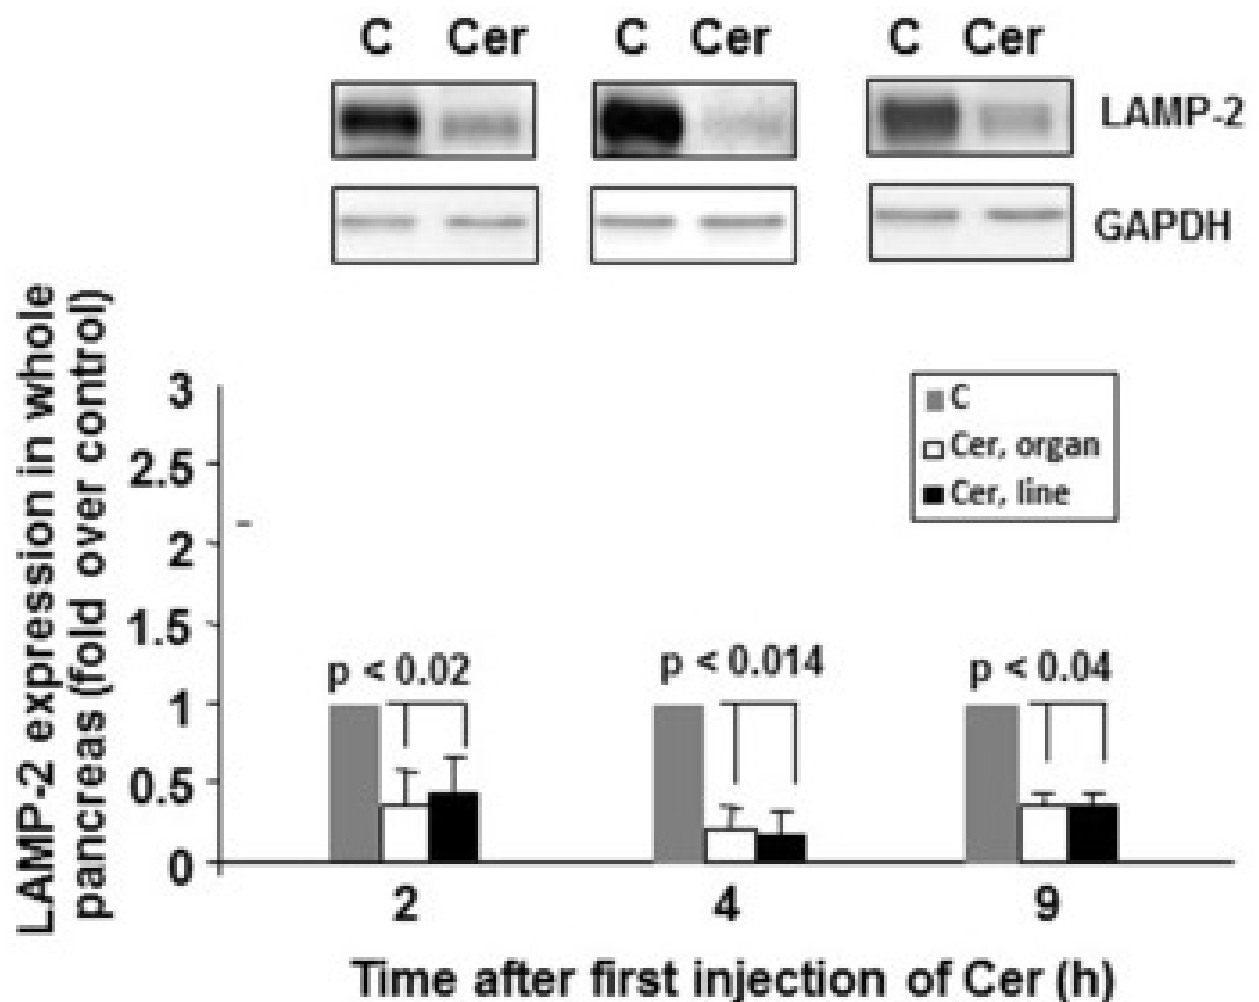 C Cer C Cer C Cer
LAMP-2
GAPDH
LAMP-2 expression in whole
pancreas (fold over control)
3
2.5
2
1.5
1
0.5
0
C
Cer, organ
Cer, line
p < 0.02
p < 0.014
p < 0.04
2 4 9
Time after first injection of Cer (h)